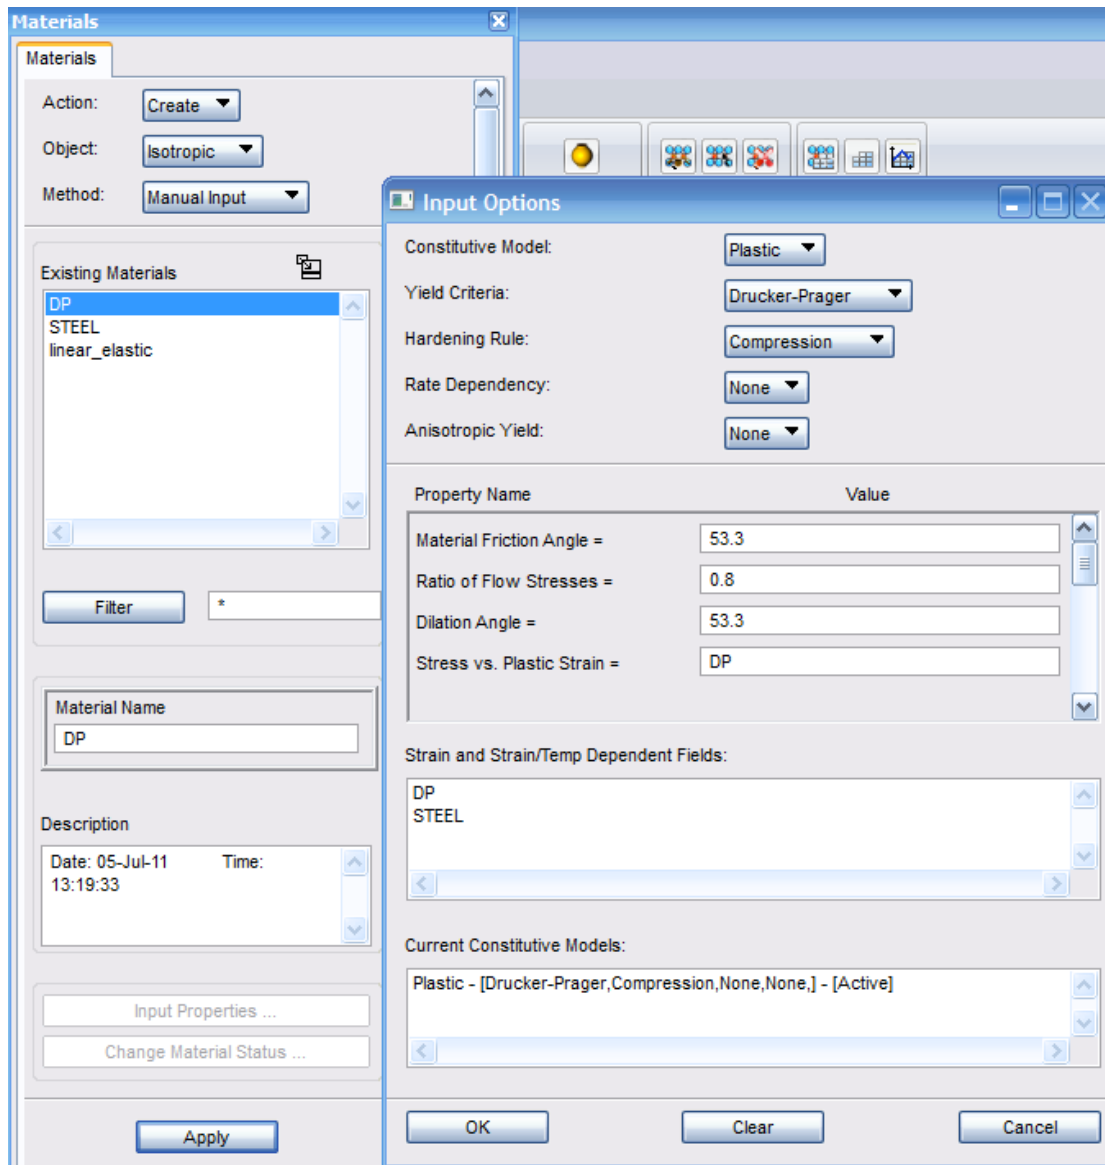 Materials
Materials
Action: Create
Object: Isotropic
Method: Manual Input
Existing Materials
DP
STEEL
linear_elastic
Filter *
Material Name
DP
Description
Date: 05-Jul-11 Time:
13:19:33
Input Properties ...
Change Material Status ...
Apply
Input Options
Constitutive Model: Plastic
Yield Criteria: Drucker-Prager
Hardening Rule: Compression
Rate Dependency: None
Anisotropic Yield: None
Property Name Value
Material Friction Angle = 53.3
Ratio of Flow Stresses = 0.8
Dilation Angle = 53.3
Stress vs. Plastic Strain = DP
Strain and Strain/Temp Dependent Fields:
DP
STEEL
Current Constitutive Models:
Plastic - [Drucker-Prager,Compression,None,None,] - [Active]
OK Clear Cancel